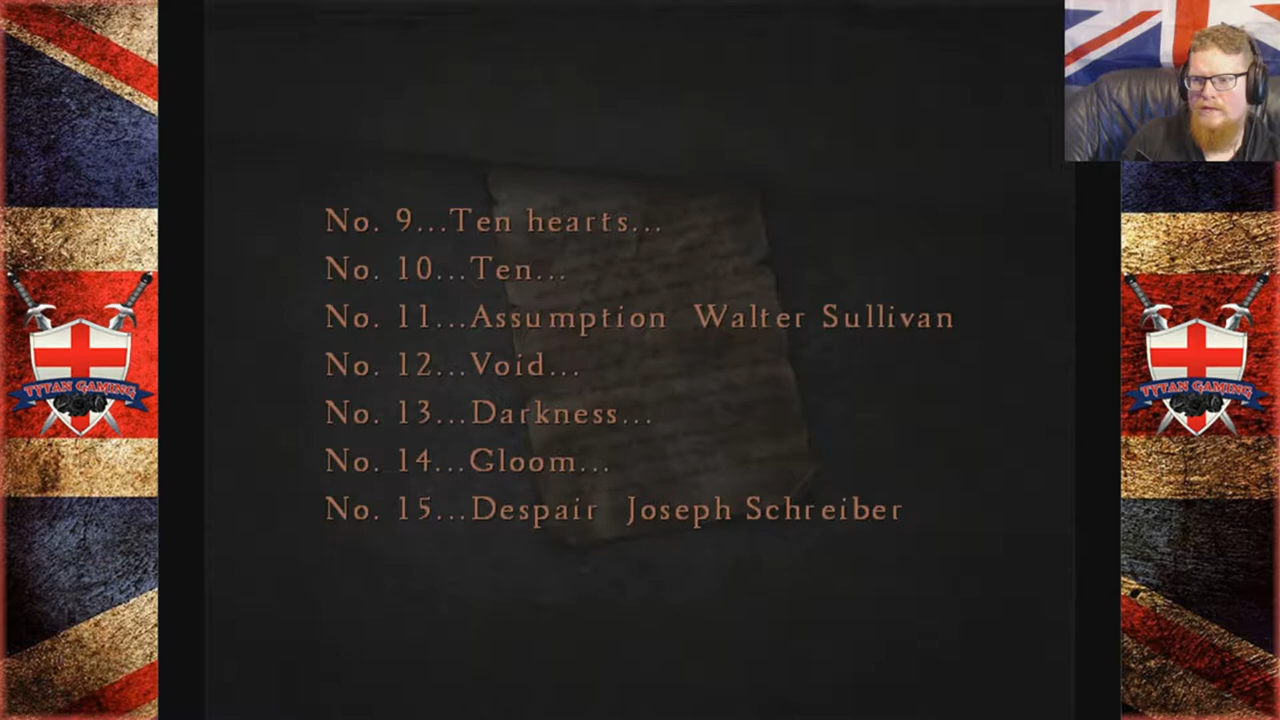 No. 9...Ten hearts...
No. 10...Ten...
No. 11...Assumption Walter Sullivan
No. 12...Void...
No. 13...Darkness...
No. 14...Gloom...
No. 15...Despair Joseph Schreiber
TYTAN GAMING
TYTAN GAMING